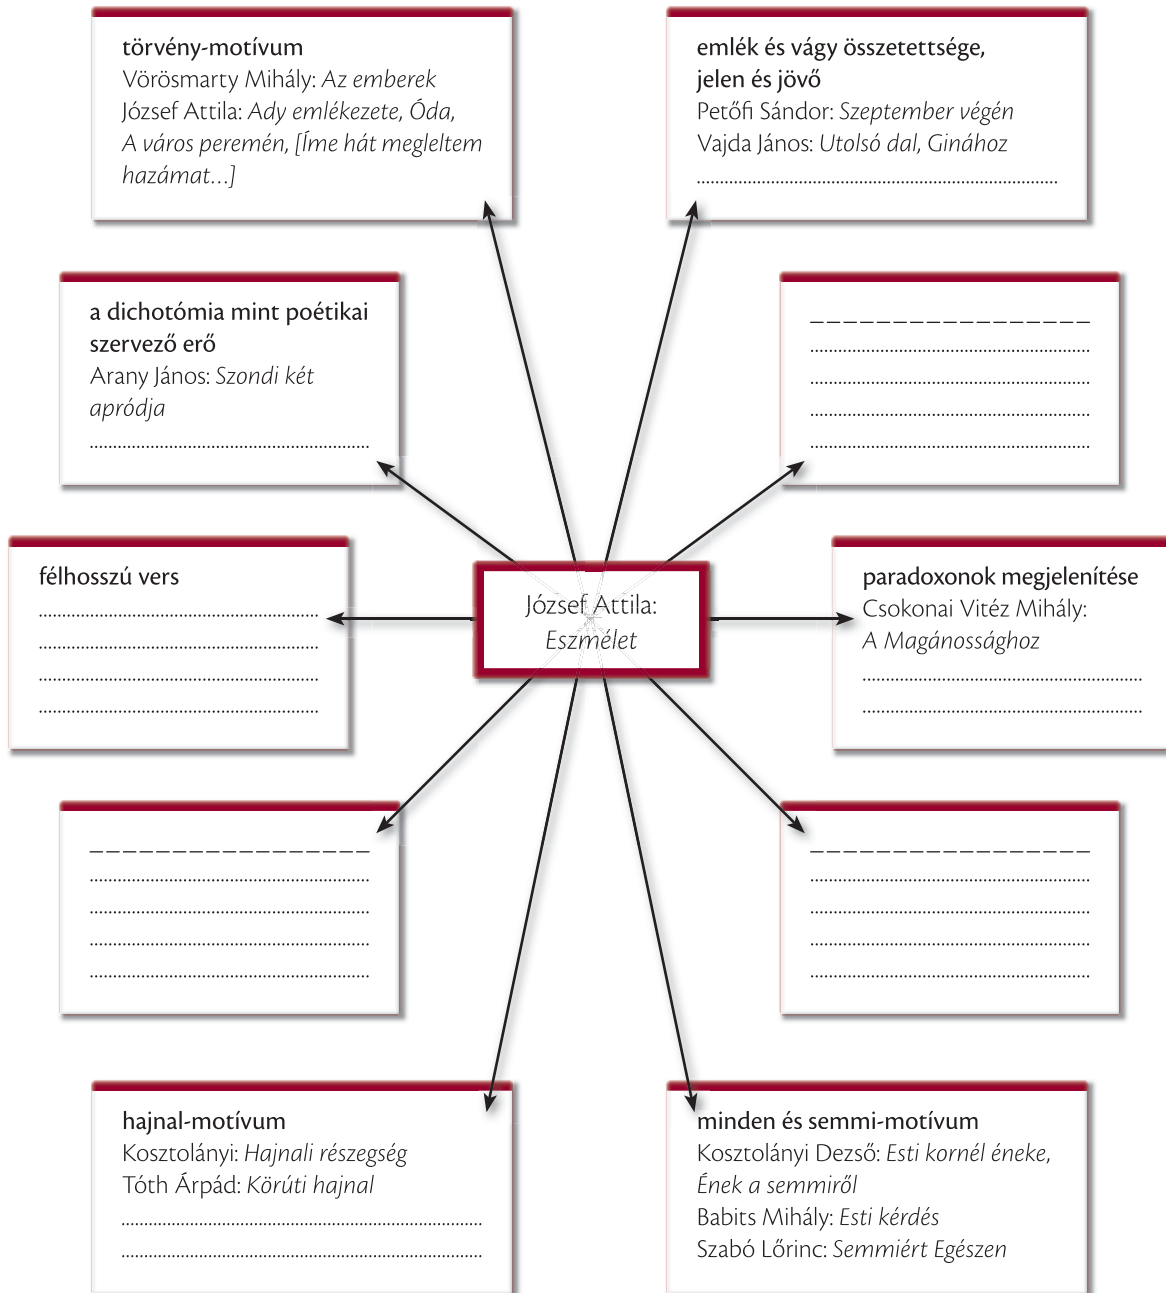 törvény-motívum
Vörösmarty Mihály: Az emberek
József Attila: Ady emlékezete, Óda,
A város peremén, [Íme hát megleltem
hazámat...]
emlék és vágy összetettsége,
jelen és jövő
Petőfi Sándor: Szeptember végén
Vajda János: Utolsó dal, Ginához
a dichotómia mint poétikai
szervező erő
Arany János: Szondi két
apródja
félhosszú vers
József Attila:
Eszmélet
paradoxonok megjelenítése
Csokonai Vitéz Mihály:
A Magánossághoz
hajnal-motívum
Kosztolányi: Hajnali részegség
Tóth Árpád: Körúti hajnal
minden és semmi-motívum
Kosztolányi Dezső: Esti kornél éneke,
Ének a semmiről
Babits Mihály: Esti kérdés
Szabó Lőrinc: Semmiért Egészen